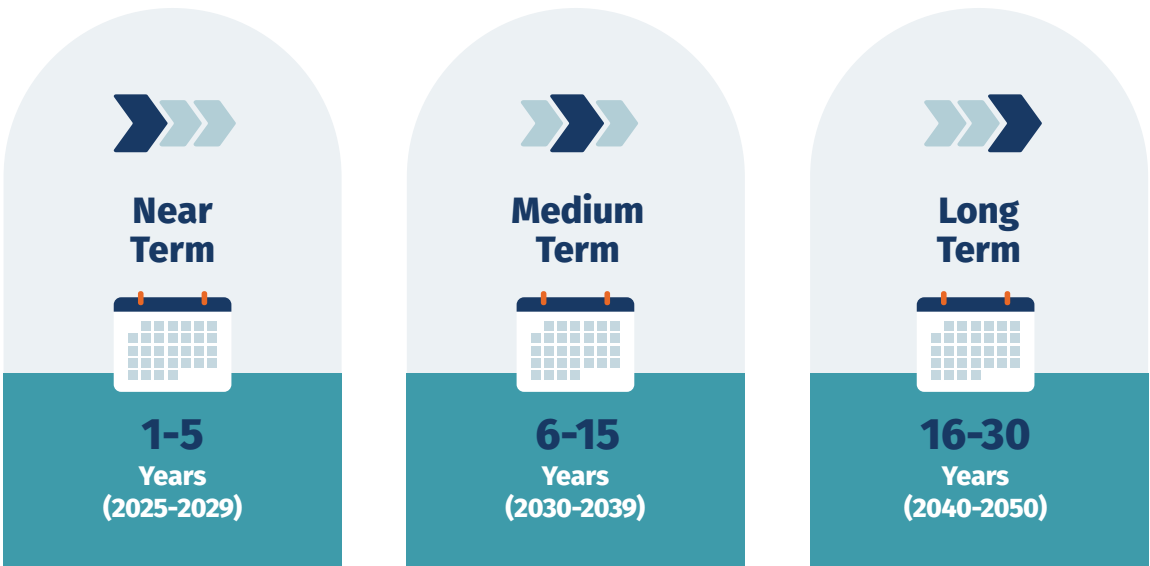 Near
Term
1-5
Years
(2025-2029)
Medium
Term
6-15
Years
(2030-2039)
Long
Term
16-30
Years
(2040-2050)